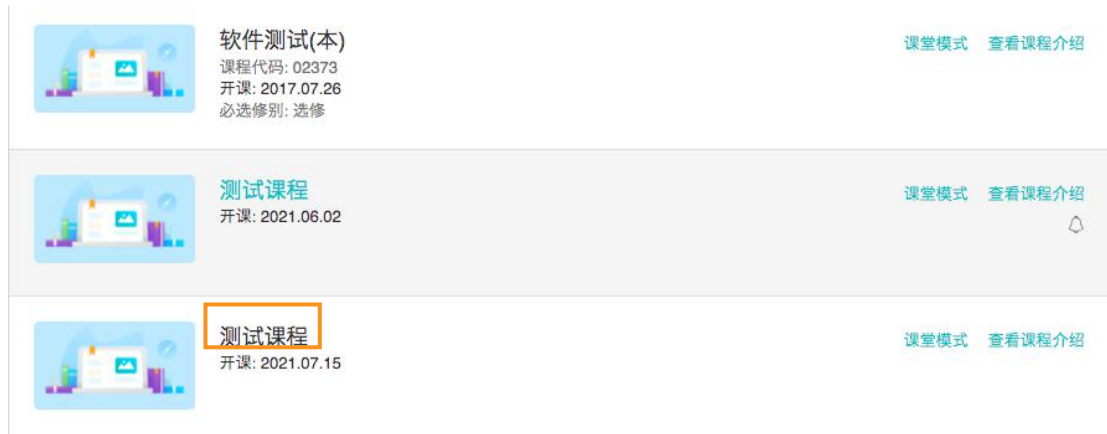 软件测试(本)
课堂模式 查看课程介绍
课程代码: 02373
开课: 2017.07.26
必选修别: 选修
测试课程
课堂模式 查看课程介绍
开课: 2021.06.02
测试课程
课堂模式 查看课程介绍
开课: 2021.07.15